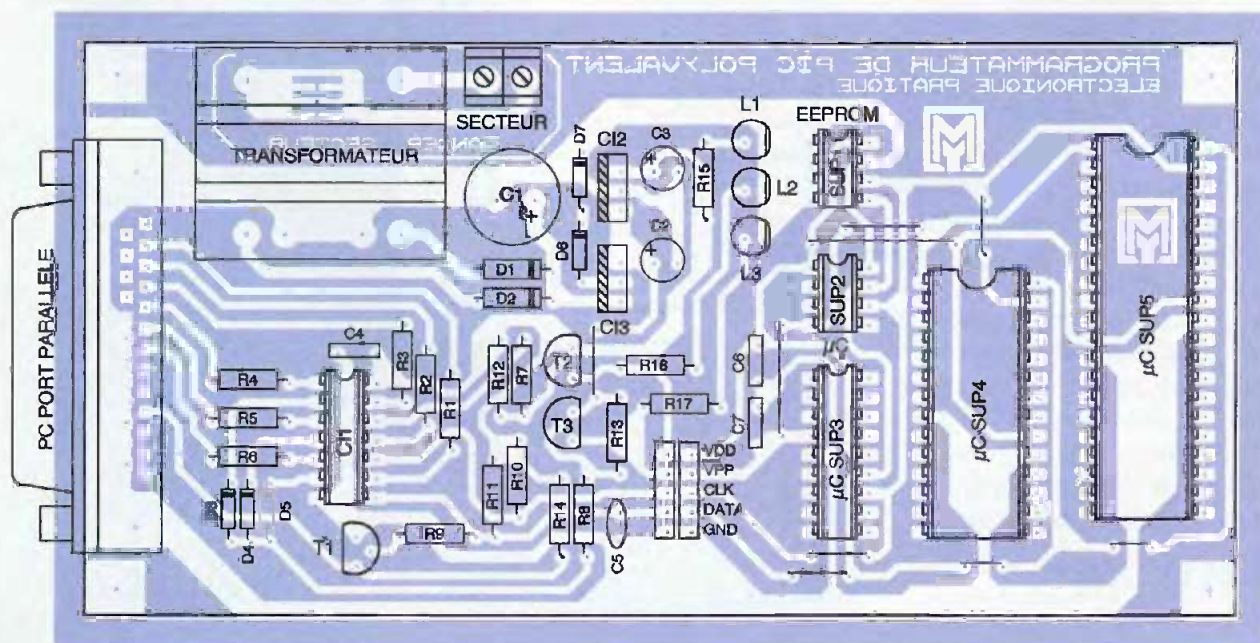 PROGRAMMATEUR DE PIC POLYVALENT
ELECTRONIQUE PRATIQUE
SECTEUR
TRANSFORMATEUR
PC PORT PARALLELE
C1
D7
D8
CI2
CI3
C3
C2
R15
L1
L2
L3
EEPROM
SUP1
SUP2
µC
µC SUP3
µC SUP4
µC SUP5
D1
D2
C4
R3
R2
R1
R4
R5
R6
CI1
R12
R7
T2
T3
R16
R17
R13
C6
C7
VDD
VPP
CLK
DATA
GND
R11
R10
R14
R8
C5
R9
T1
D4
D5